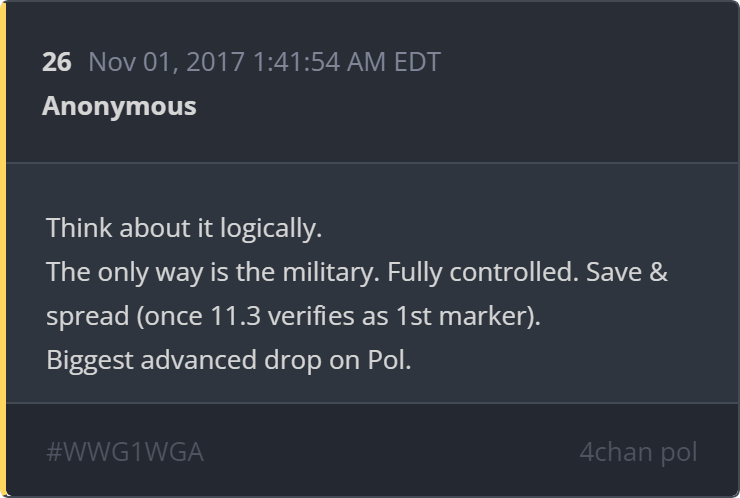 26 Nov 01, 2017 1:41:54 AM EDT
Anonymous
Think about it logically.
The only way is the military. Fully controlled. Save &
spread (once 11.3 verifies as 1st marker).
Biggest advanced drop on Pol.
#WWG1WGA 4chan pol